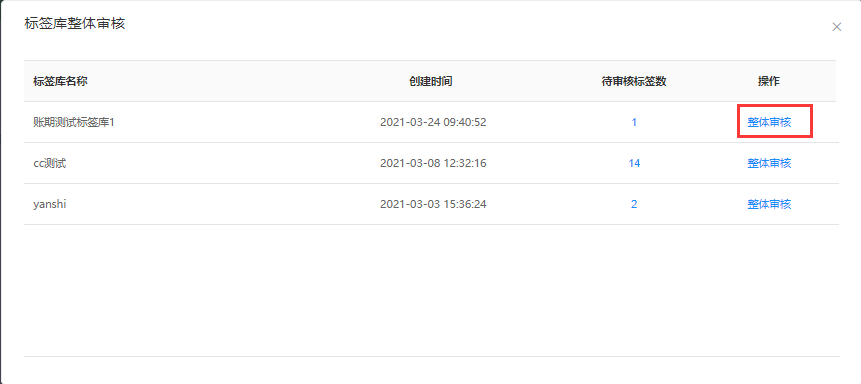 标签库整体审核
标签库名称 创建时间 待审核标签数 操作
账期测试标签库1 2021-03-24 09:40:52 1 整体审核
cc测试 2021-03-08 12:32:16 14 整体审核
yanshi 2021-03-03 15:36:24 2 整体审核